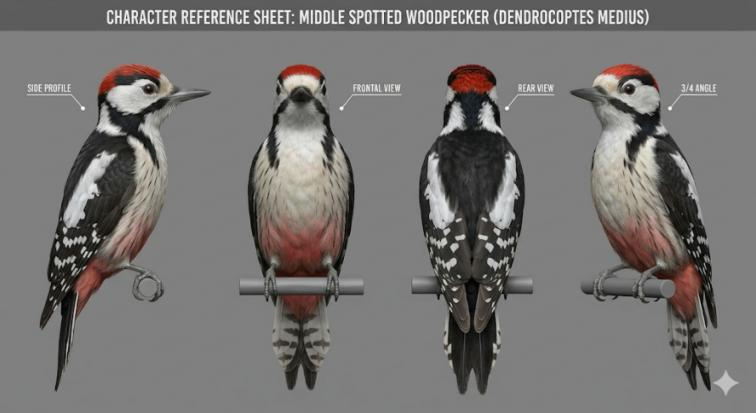 CHARACTER REFERENCE SHEET: MIDDLE SPOTTED WOODPECKER (DENDROCOPTES MEDIUS)
SIDE PROFILE
FRONTAL VIEW
REAR VIEW
3/4 ANGLE